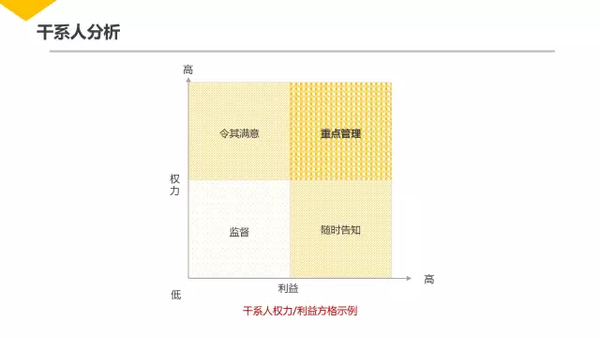 干系人分析
高
令其满意
重点管理
权
力
监督
随时告知
低
利益
高
干系人权力/利益方格示例